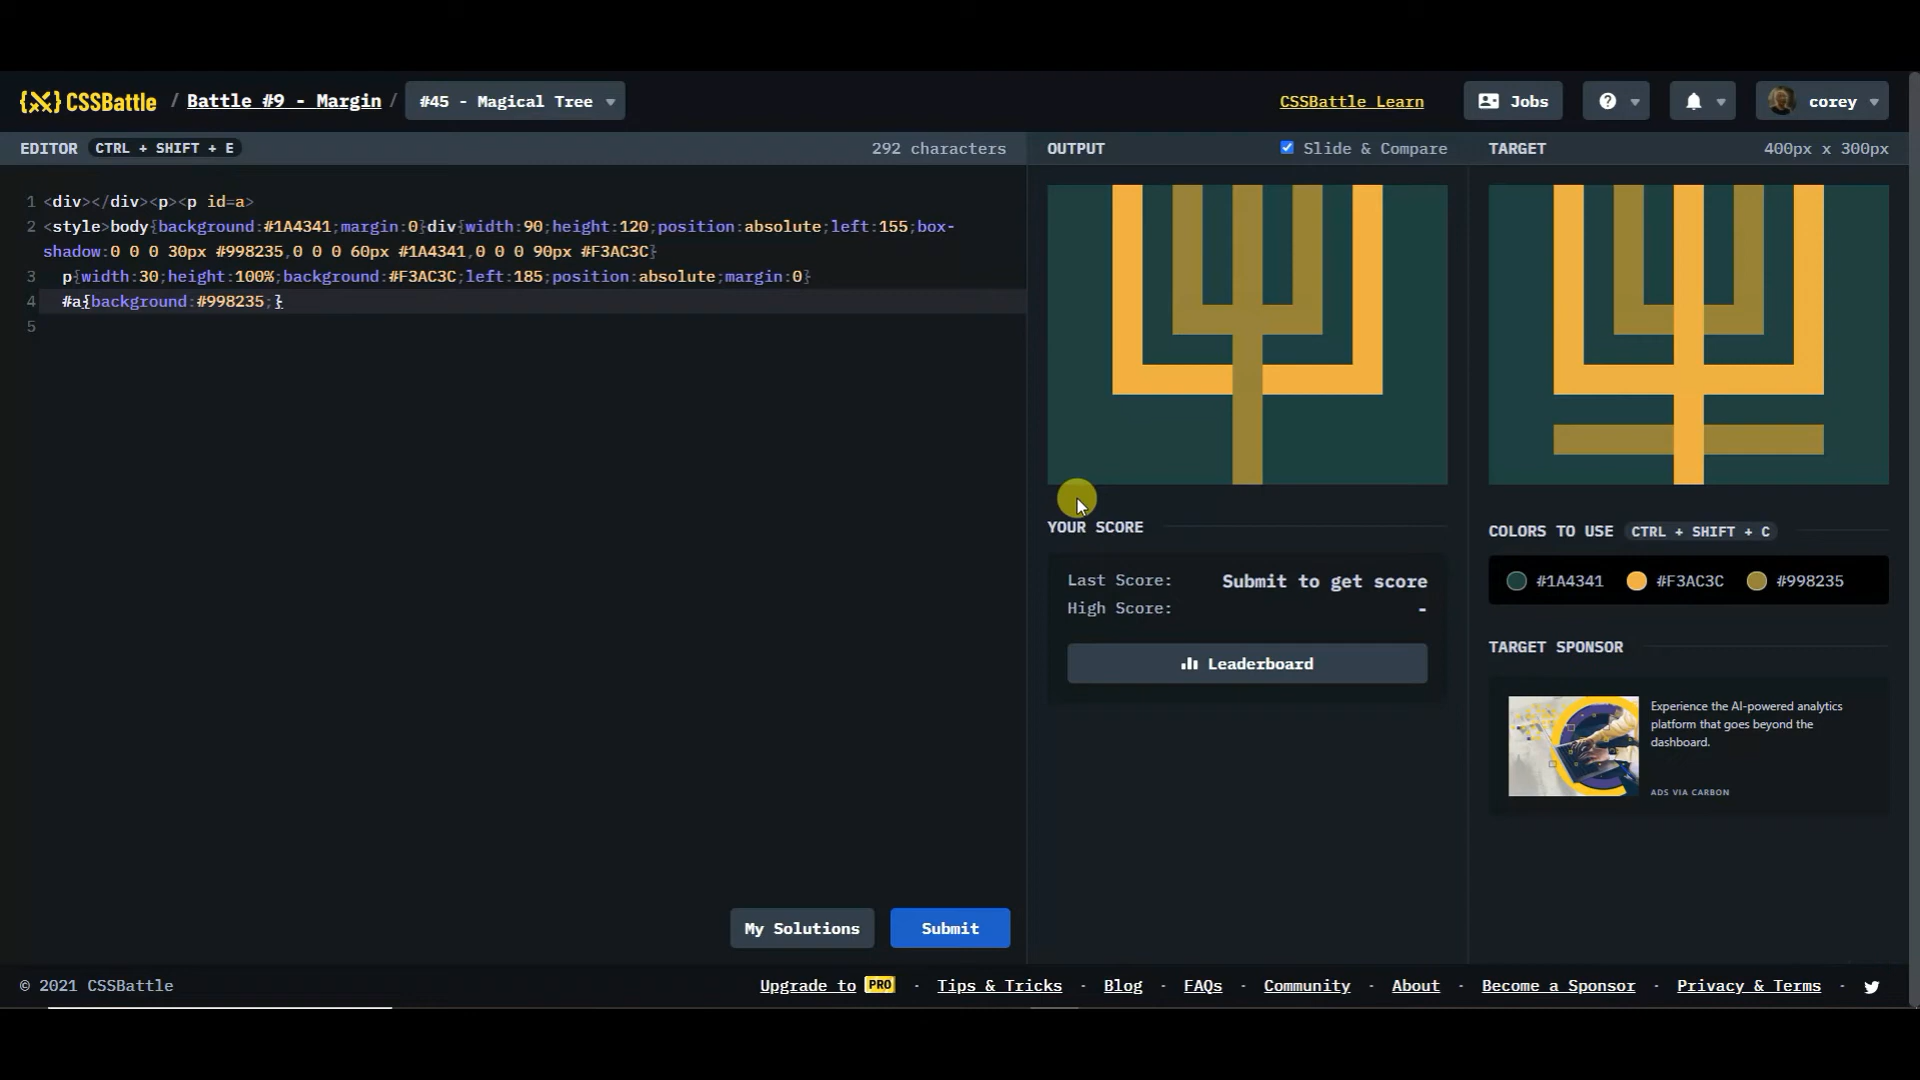 CSSBattle / Battle #9 - Margin / #45 - Magical Tree
CSSBattle Learn
Jobs
?
corey
EDITOR CTRL + SHIFT + E
292 characters
OUTPUT
Slide & Compare
TARGET
400px x 300px
1 <div></div><p><p id=a>
2 <style>body{background:#1A4341;margin:0}div{width:90;height:120;position:absolute;left:155;box-
shadow:0 0 0 30px #998235,0 0 0 60px #1A4341,0 0 0 90px #F3AC3C}
3 p{width:30;height:100%;background:#F3AC3C;left:185;position:absolute;margin:0}
4 #a{background:#998235;}
5
YOUR SCORE
Last Score: Submit to get score
High Score: -
Leaderboard
COLORS TO USE CTRL + SHIFT + C
#1A4341 #F3AC3C #998235
TARGET SPONSOR
Experience the AI-powered analytics
platform that goes beyond the
dashboard.
ADS VIA CARBON
My Solutions
Submit
© 2021 CSSBattle
Upgrade to PRO · Tips & Tricks · Blog · FAQs · Community · About · Become a Sponsor · Privacy & Terms ·